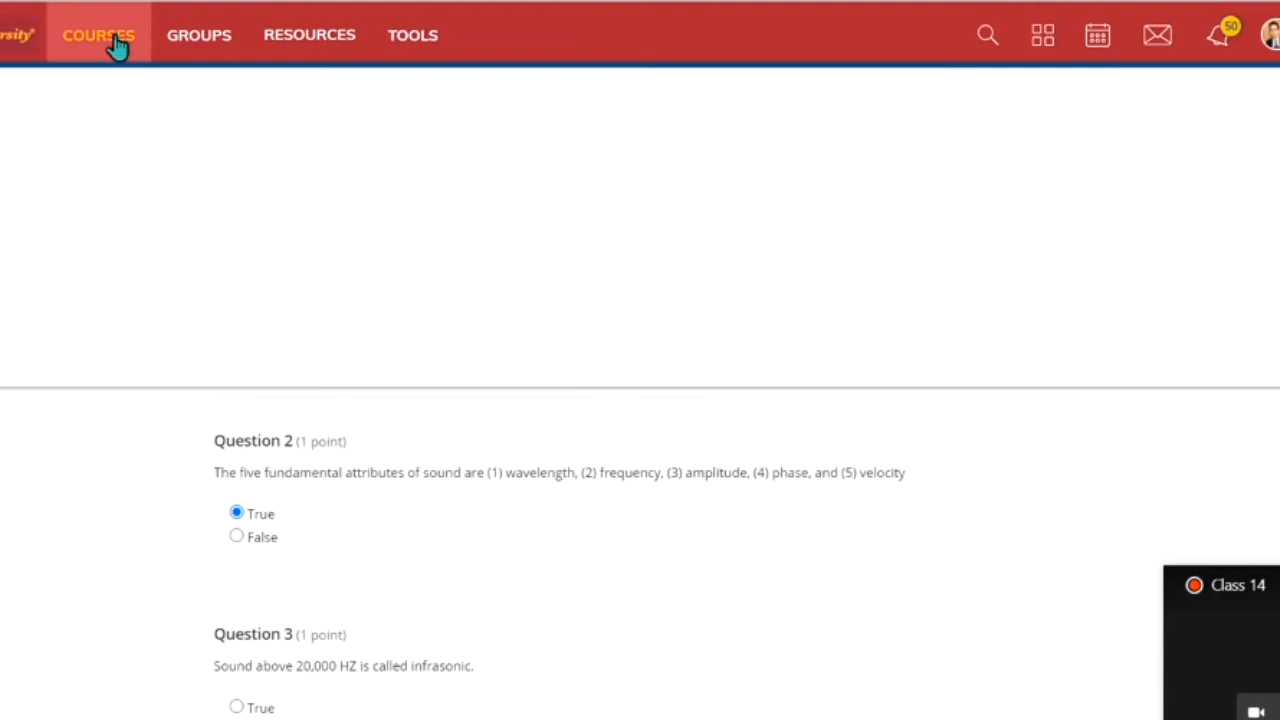 rsity® COURSES GROUPS RESOURCES TOOLS 50
Question 2 (1 point)
The five fundamental attributes of sound are (1) wavelength, (2) frequency, (3) amplitude, (4) phase, and (5) velocity
True
False
Class 14
Question 3 (1 point)
Sound above 20,000 HZ is called infrasonic.
True